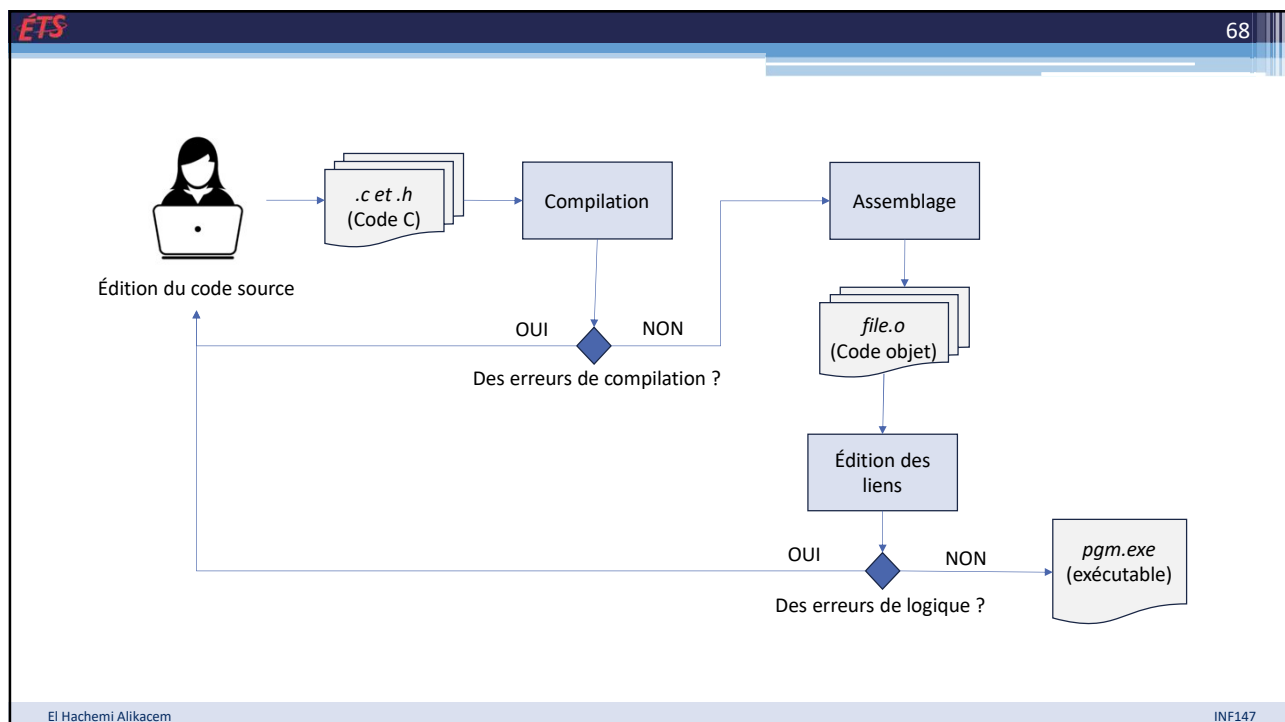 ÉTS
68
.c et .h
(Code C)
Compilation
Assemblage
Édition du code source
OUI
NON
file.o
(Code objet)
Des erreurs de compilation ?
Édition des
liens
OUI
NON
pgm.exe
(exécutable)
Des erreurs de logique ?
El Hachemi Alikacem
INF147